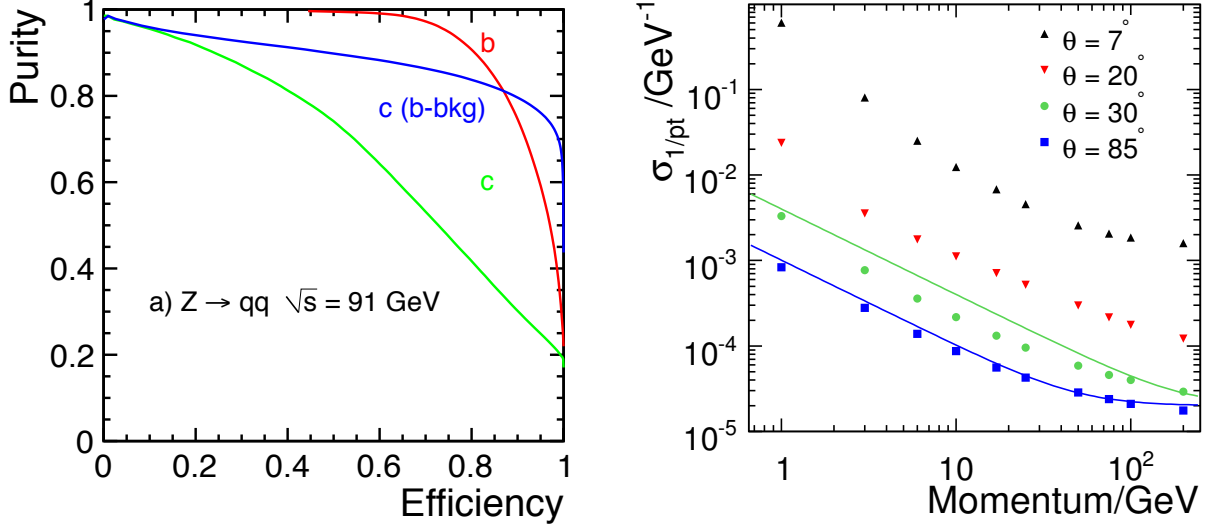 Purity
1
0.8
0.6
0.4
0.2
0
0
0.2
0.4
0.6
0.8
1
Efficiency
b
c (b-bkg)
c
a) Z → qq √s = 91 GeV
σ1/pt /GeV⁻¹
10⁻¹
10⁻²
10⁻³
10⁻⁴
10⁻⁵
1
10
10²
Momentum/GeV
θ = 7°
θ = 20°
θ = 30°
θ = 85°